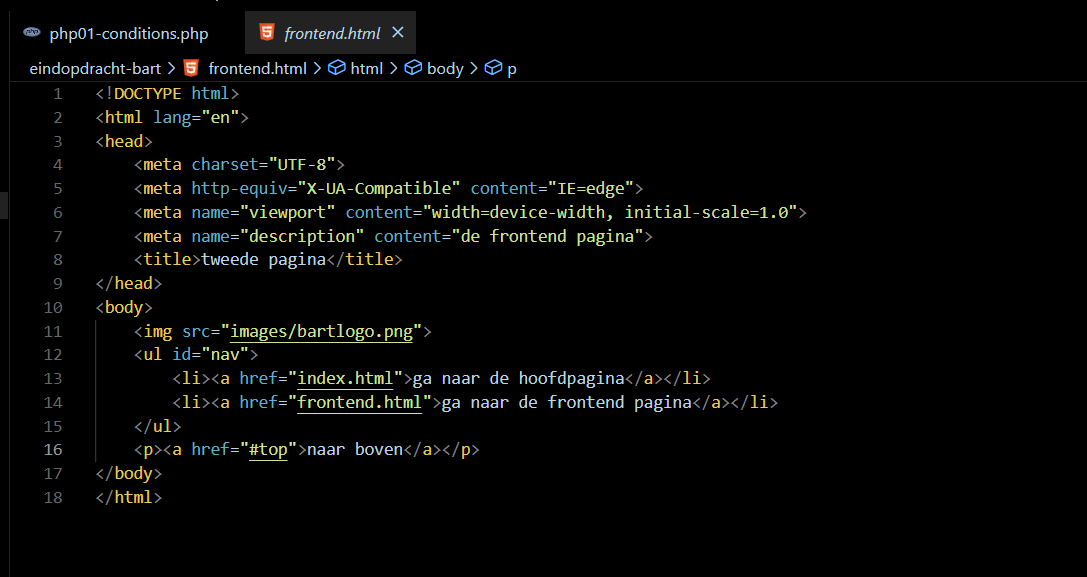 php php01-conditions.php frontend.html
eindopdracht-bart > frontend.html > html > body > p
1 <!DOCTYPE html>
2 <html lang="en">
3 <head>
4     <meta charset="UTF-8">
5     <meta http-equiv="X-UA-Compatible" content="IE=edge">
6     <meta name="viewport" content="width=device-width, initial-scale=1.0">
7     <meta name="description" content="de frontend pagina">
8     <title>tweede pagina</title>
9 </head>
10 <body>
11     <img src="images/bartlogo.png">
12     <ul id="nav">
13         <li><a href="index.html">ga naar de hoofdpagina</a></li>
14         <li><a href="frontend.html">ga naar de frontend pagina</a></li>
15     </ul>
16     <p><a href="#top">naar boven</a></p>
17 </body>
18 </html>